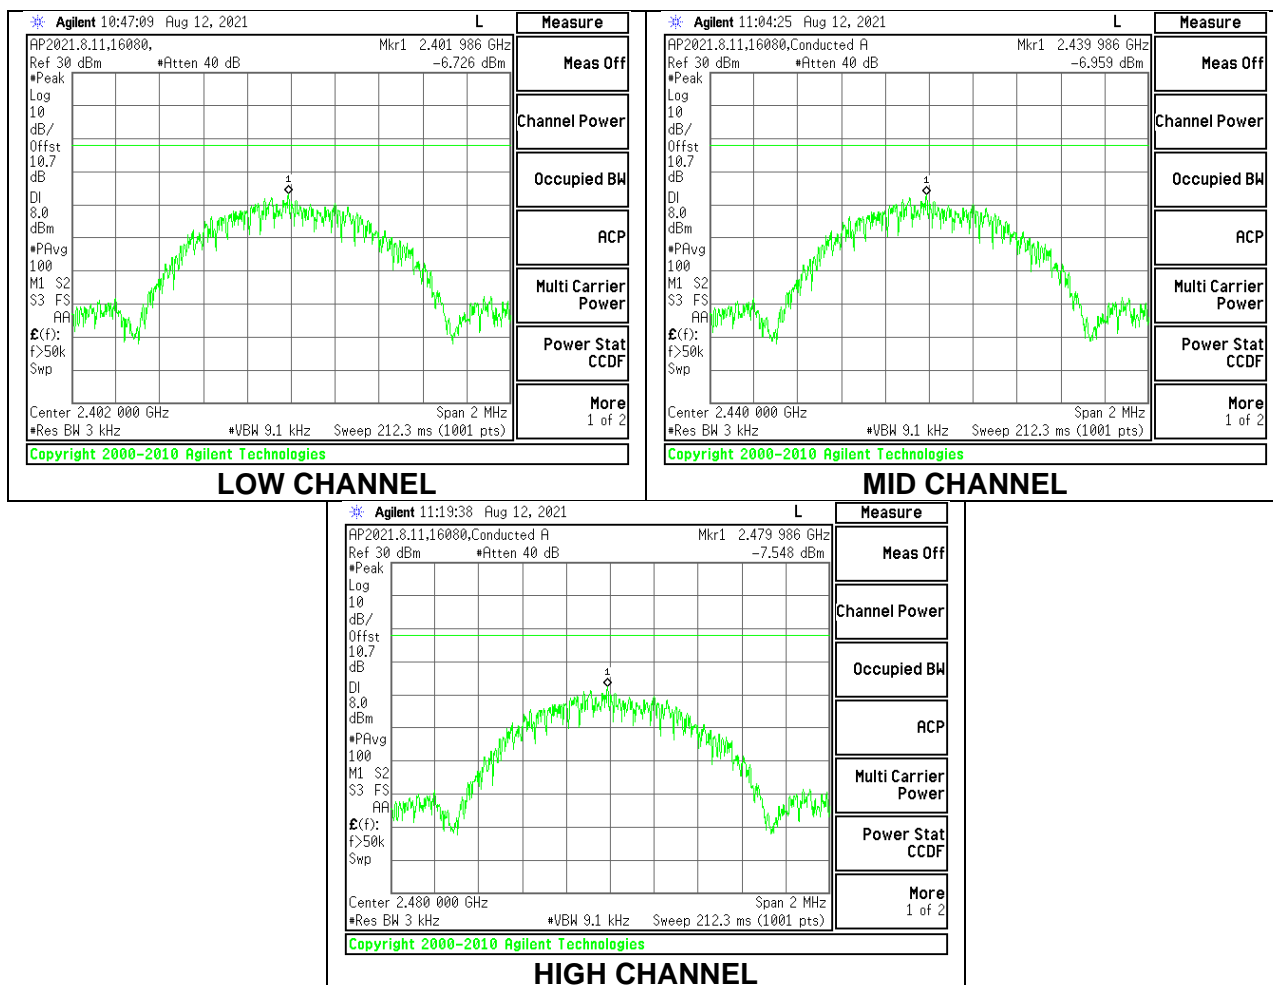 Agilent 10:47:09 Aug 12, 2021 L Measure
AP2021.8.11,16080, Mkr1 2.401 986 GHz
Ref 30 dBm #Atten 40 dB -6.726 dBm
#Peak
Log
10
dB/
Offst
10.7
dB
DI
8.0
dBm
#PAvg
100
M1 S2
S3 FS
AA
£(f):
f>50k
Swp
1
Center 2.402 000 GHz Span 2 MHz
#Res BW 3 kHz #VBW 9.1 kHz Sweep 212.3 ms (1001 pts)
Meas Off
Channel Power
Occupied BW
ACP
Multi Carrier
Power
Power Stat
CCDF
More
1 of 2
Copyright 2000-2010 Agilent Technologies
LOW CHANNEL
Agilent 11:04:25 Aug 12, 2021 L Measure
AP2021.8.11,16080,Conducted A Mkr1 2.439 986 GHz
Ref 30 dBm #Atten 40 dB -6.959 dBm
#Peak
Log
10
dB/
Offst
10.7
dB
DI
8.0
dBm
#PAvg
100
M1 S2
S3 FS
AA
£(f):
f>50k
Swp
1
Center 2.440 000 GHz Span 2 MHz
#Res BW 3 kHz #VBW 9.1 kHz Sweep 212.3 ms (1001 pts)
Meas Off
Channel Power
Occupied BW
ACP
Multi Carrier
Power
Power Stat
CCDF
More
1 of 2
Copyright 2000-2010 Agilent Technologies
MID CHANNEL
Agilent 11:19:38 Aug 12, 2021 L Measure
AP2021.8.11,16080,Conducted A Mkr1 2.479 986 GHz
Ref 30 dBm #Atten 40 dB -7.548 dBm
#Peak
Log
10
dB/
Offst
10.7
dB
DI
8.0
dBm
#PAvg
100
M1 S2
S3 FS
AA
£(f):
f>50k
Swp
1
Center 2.480 000 GHz Span 2 MHz
#Res BW 3 kHz #VBW 9.1 kHz Sweep 212.3 ms (1001 pts)
Meas Off
Channel Power
Occupied BW
ACP
Multi Carrier
Power
Power Stat
CCDF
More
1 of 2
Copyright 2000-2010 Agilent Technologies
HIGH CHANNEL